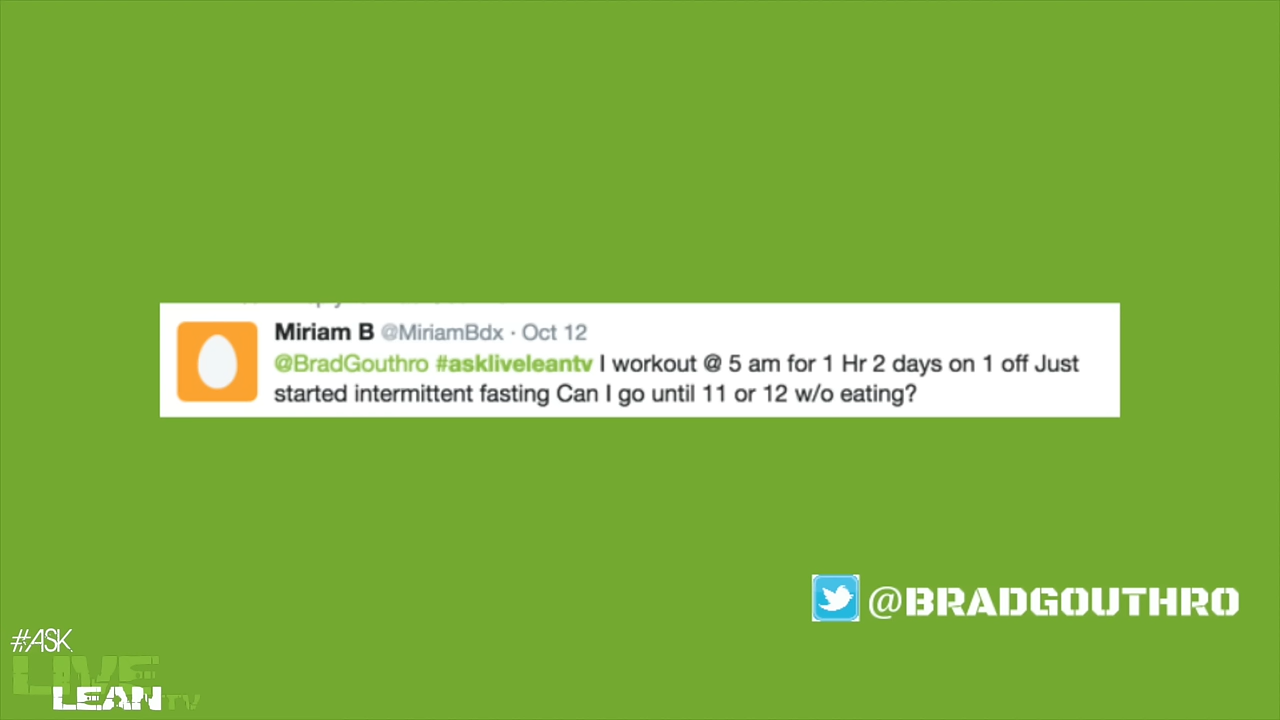 Miriam B @MiriamBdx · Oct 12
@BradGouthro #askliveleantv I workout @ 5 am for 1 Hr 2 days on 1 off Just
started intermittent fasting Can I go until 11 or 12 w/o eating?
@BRADGOUTHRO
#ASK
LIVE
LEAN TV